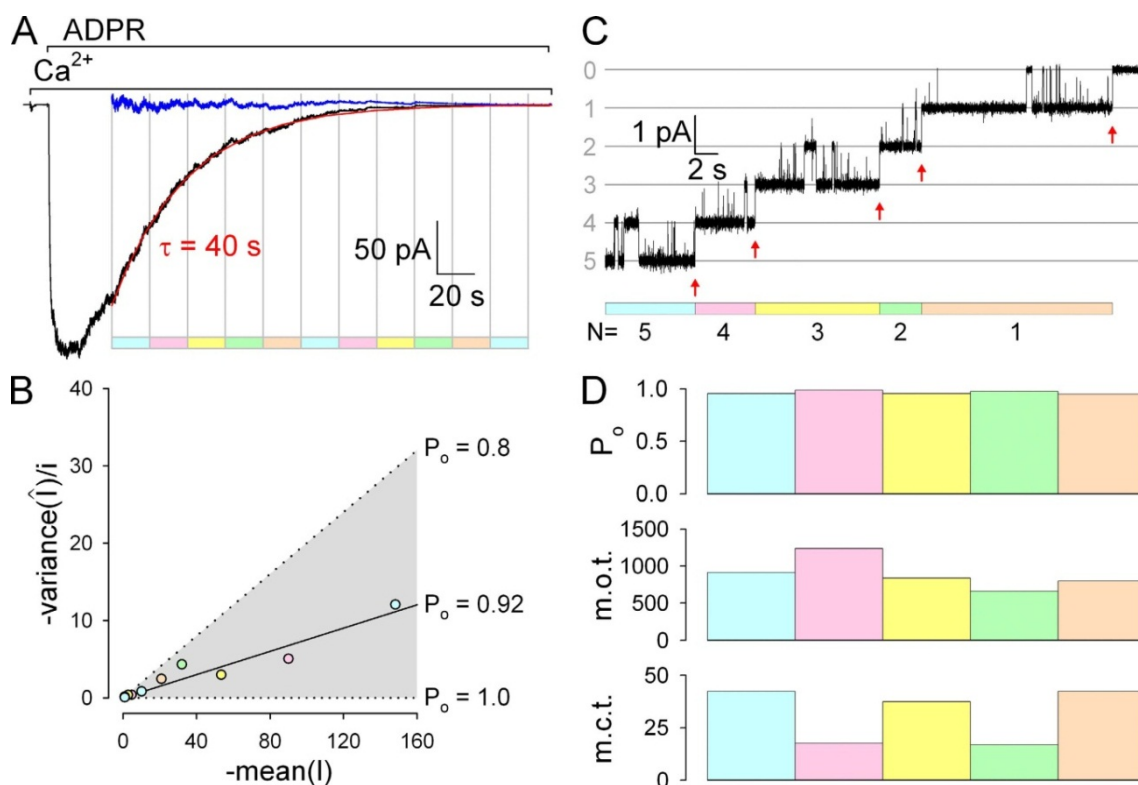 A
ADPR
Ca2+
τ = 40 s
50 pA
20 s
B
-variance(Î)/i
40
30
20
10
0
Po = 0.8
Po = 0.92
Po = 1.0
0 40 80 120 160
-mean(I)
C
0
1
2
3
4
5
1 pA
2 s
N= 5 4 3 2 1
D
Po
1.0
0.5
0.0
m.o.t.
1500
1000
500
0
m.c.t.
50
25
0